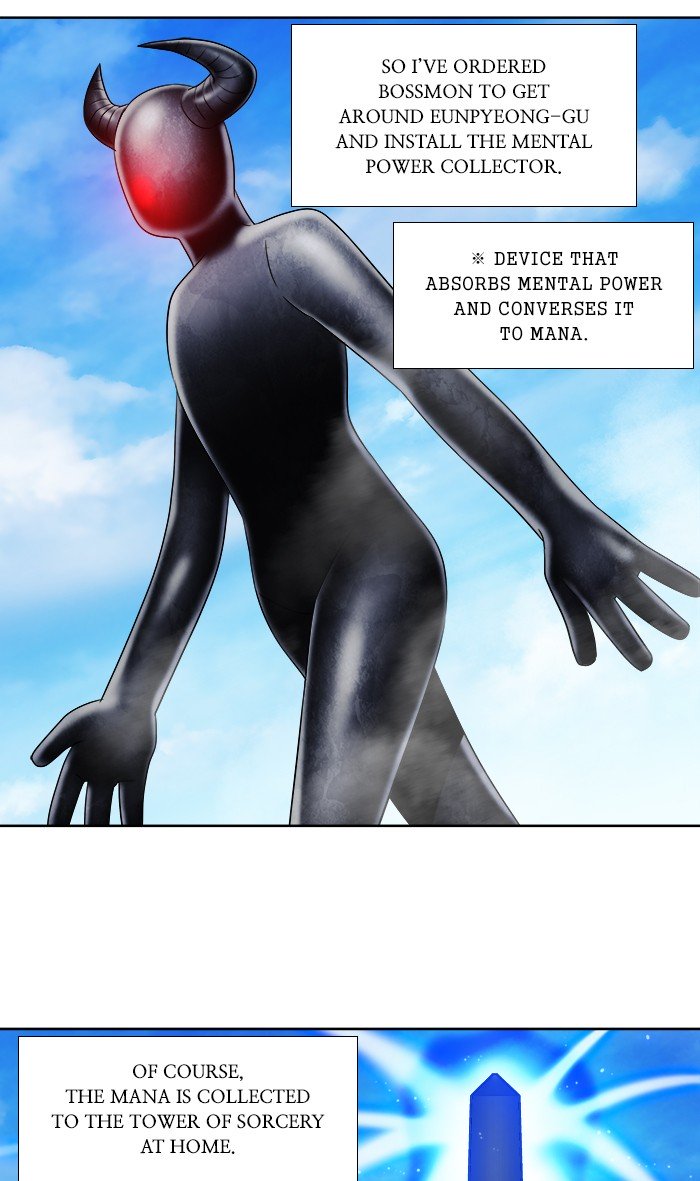 SO I'VE ORDERED
BOSSMON TO GET
AROUND EUNPYEONG-GU
AND INSTALL THE MENTAL
POWER COLLECTOR.
※ DEVICE THAT
ABSORBS MENTAL POWER
AND CONVERSES IT
TO MANA.
OF COURSE,
THE MANA IS COLLECTED
TO THE TOWER OF SORCERY
AT HOME.